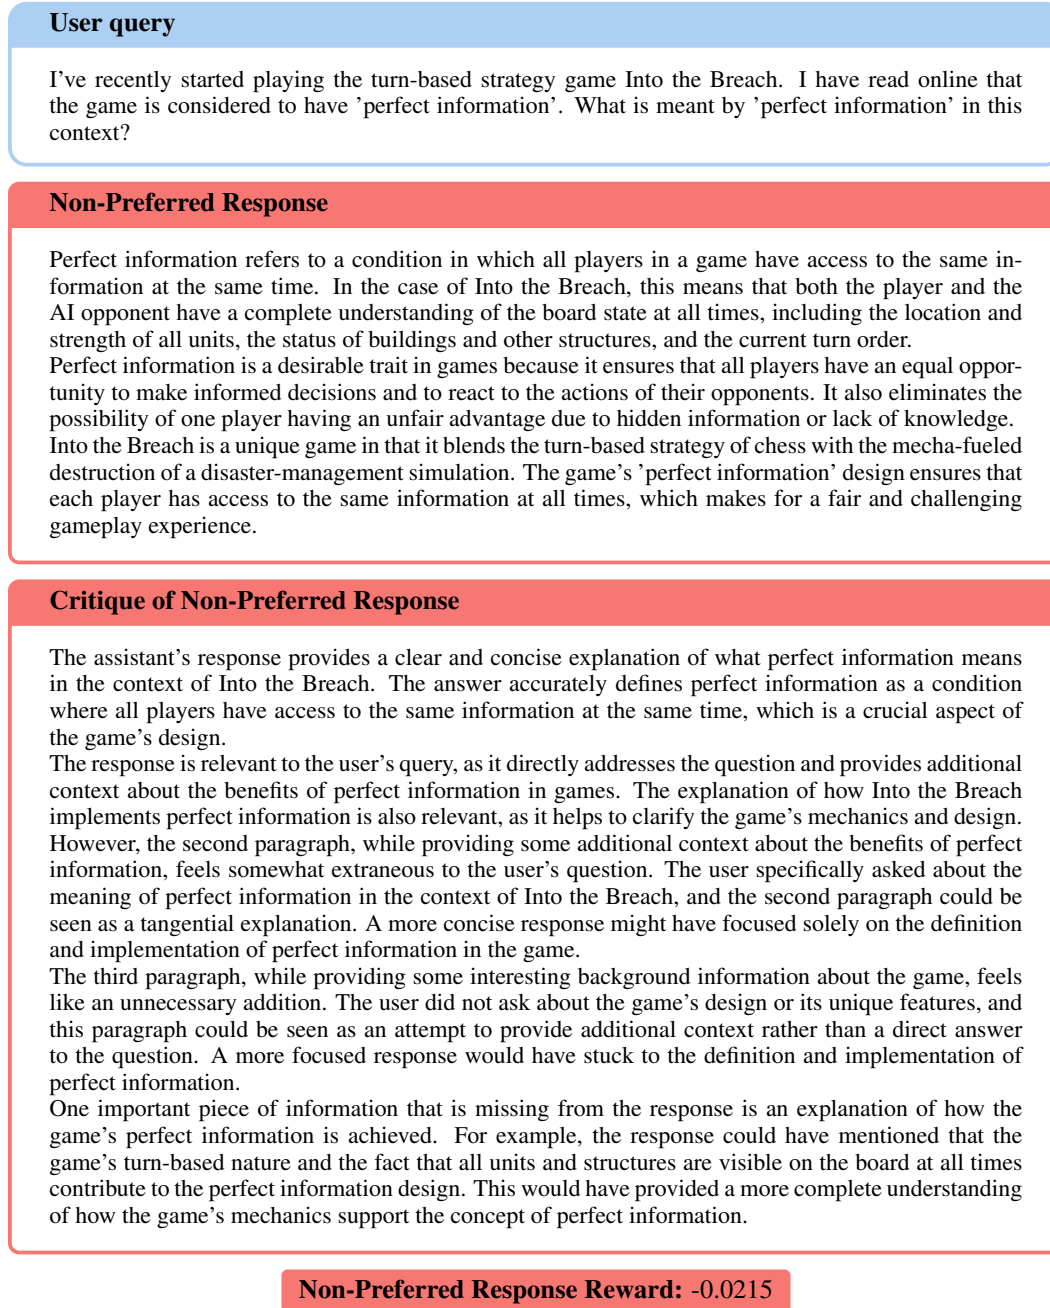 User query
I've recently started playing the turn-based strategy game Into the Breach. I have read online that
the game is considered to have 'perfect information'. What is meant by 'perfect information' in this
context?
Non-Preferred Response
Perfect information refers to a condition in which all players in a game have access to the same in-
formation at the same time. In the case of Into the Breach, this means that both the player and the
AI opponent have a complete understanding of the board state at all times, including the location and
strength of all units, the status of buildings and other structures, and the current turn order.
Perfect information is a desirable trait in games because it ensures that all players have an equal oppor-
tunity to make informed decisions and to react to the actions of their opponents. It also eliminates the
possibility of one player having an unfair advantage due to hidden information or lack of knowledge.
Into the Breach is a unique game in that it blends the turn-based strategy of chess with the mecha-fueled
destruction of a disaster-management simulation. The game's 'perfect information' design ensures that
each player has access to the same information at all times, which makes for a fair and challenging
gameplay experience.
Critique of Non-Preferred Response
The assistant's response provides a clear and concise explanation of what perfect information means
in the context of Into the Breach. The answer accurately defines perfect information as a condition
where all players have access to the same information at the same time, which is a crucial aspect of
the game's design.
The response is relevant to the user's query, as it directly addresses the question and provides additional
context about the benefits of perfect information in games. The explanation of how Into the Breach
implements perfect information is also relevant, as it helps to clarify the game's mechanics and design.
However, the second paragraph, while providing some additional context about the benefits of perfect
information, feels somewhat extraneous to the user's question. The user specifically asked about the
meaning of perfect information in the context of Into the Breach, and the second paragraph could be
seen as a tangential explanation. A more concise response might have focused solely on the definition
and implementation of perfect information in the game.
The third paragraph, while providing some interesting background information about the game, feels
like an unnecessary addition. The user did not ask about the game's design or its unique features, and
this paragraph could be seen as an attempt to provide additional context rather than a direct answer
to the question. A more focused response would have stuck to the definition and implementation of
perfect information.
One important piece of information that is missing from the response is an explanation of how the
game's perfect information is achieved. For example, the response could have mentioned that the
game's turn-based nature and the fact that all units and structures are visible on the board at all times
contribute to the perfect information design. This would have provided a more complete understanding
of how the game's mechanics support the concept of perfect information.
Non-Preferred Response Reward: -0.0215